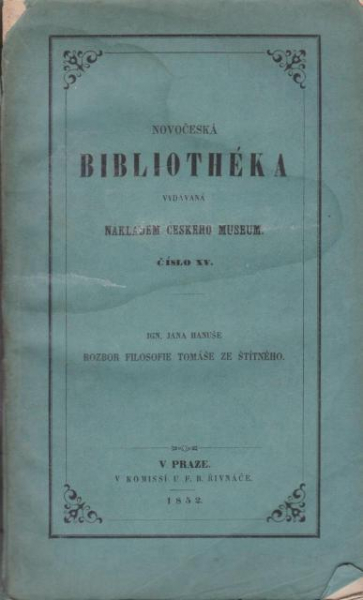 NOVOČESKÁ
BIBLIOTHÉKA
VYDÁVANÁ
NÁKLADEM ČESKÉHO MUSEUM.
ČÍSLO XV.
IGN. JANA HANUŠE
ROZBOR FILOSOFIE TOMÁŠE ZE ŠTÍTNÉHO.
V PRAZE.
V KOMISSÍ U F. B. ŘIVNÁČE.
1852.